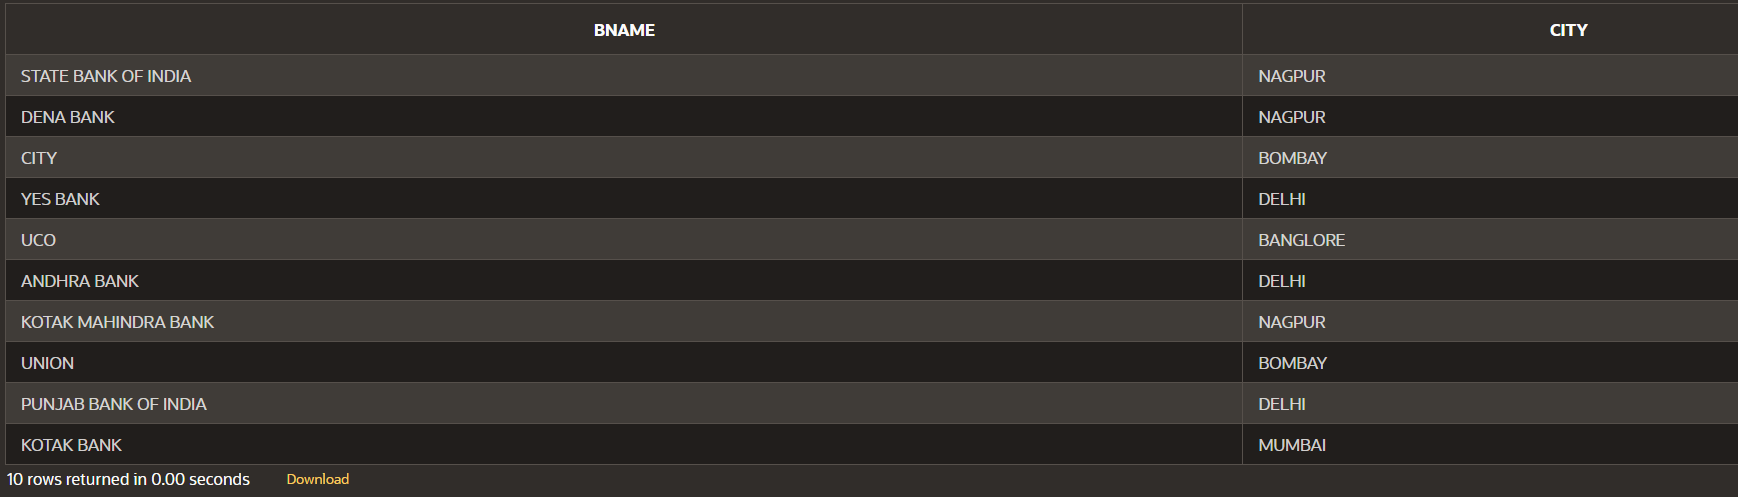 BNAME CITY
STATE BANK OF INDIA NAGPUR
DENA BANK NAGPUR
CITY BOMBAY
YES BANK DELHI
UCO BANGLORE
ANDHRA BANK DELHI
KOTAK MAHINDRA BANK NAGPUR
UNION BOMBAY
PUNJAB BANK OF INDIA DELHI
KOTAK BANK MUMBAI
10 rows returned in 0.00 seconds Download